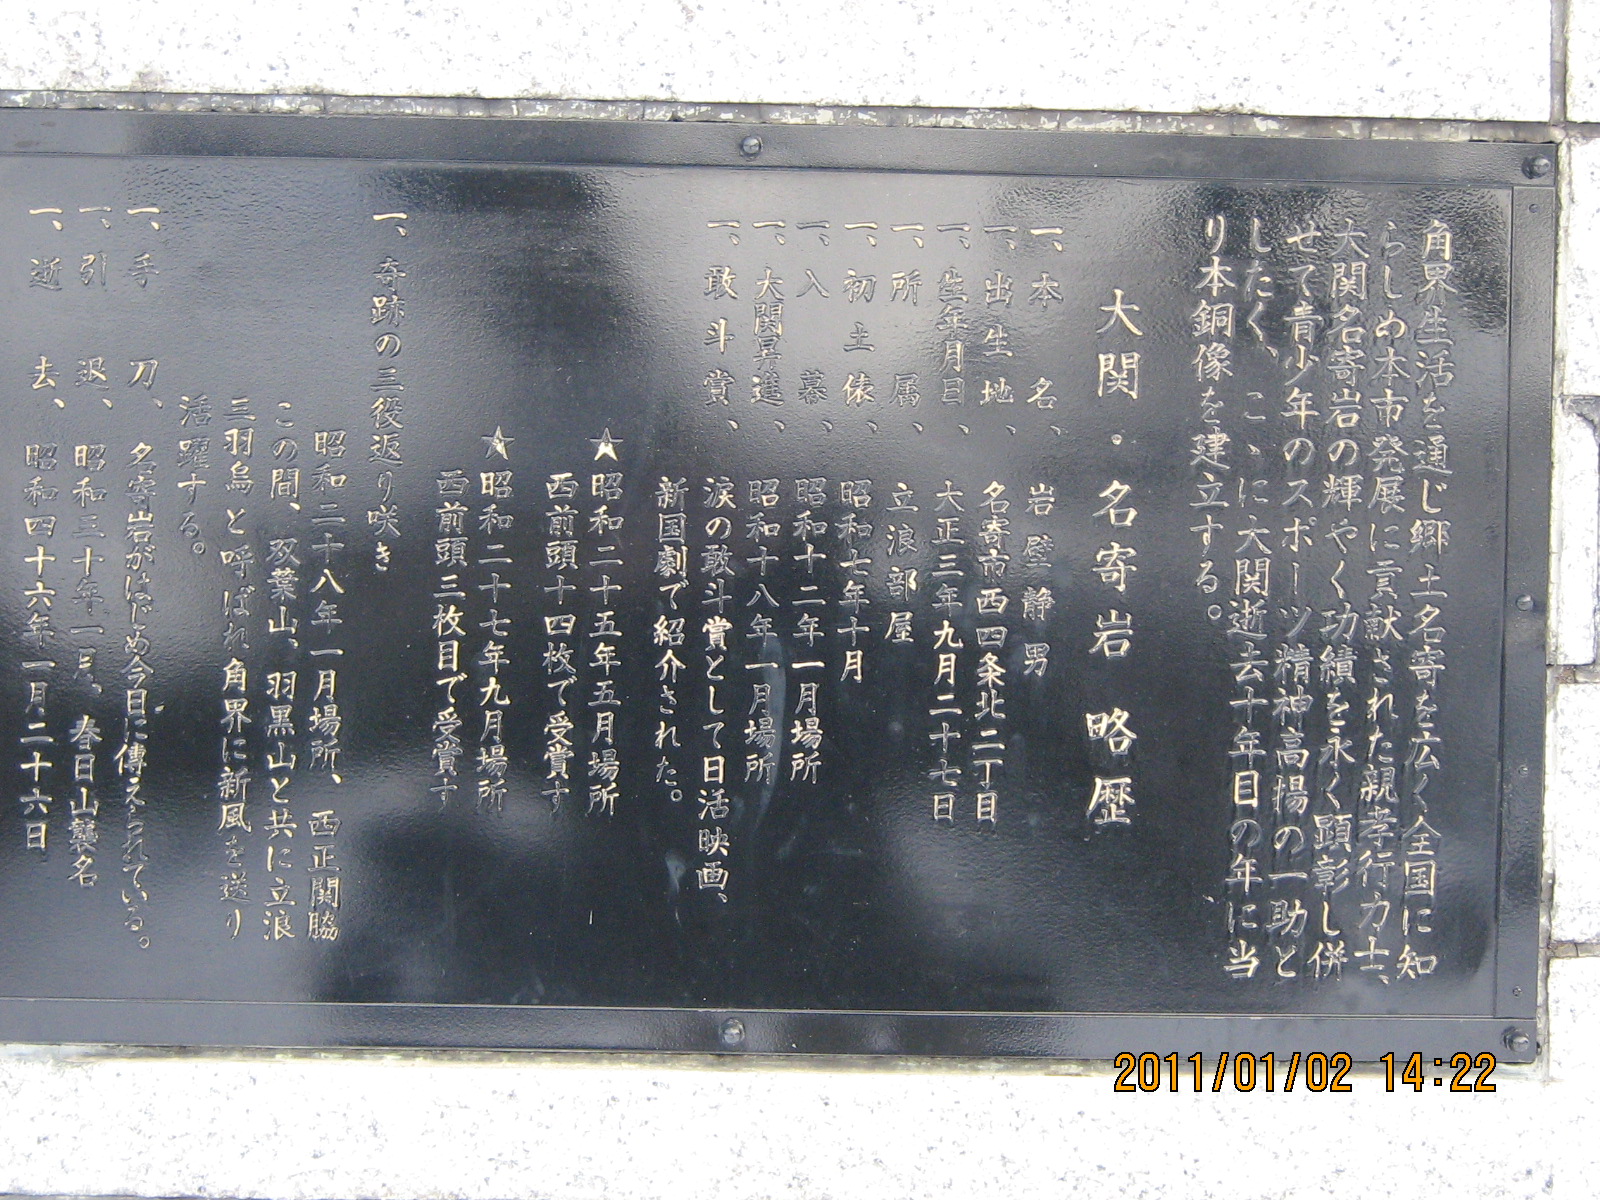 角界生活を通じ郷土名寄を広く全国に知
らしめ本市発展に貢献された親孝行力士、
大関名寄岩の輝やく功績を永く顕彰し併
せて青少年のスポーツ精神高揚の一助と
したく、こゝに大関逝去十年目の年に当
り本銅像を建立する。
大関・名寄岩 略歴
一、本名、 岩壁静男
一、出生地、 名寄市西四条北二丁目
一、生年月日、 大正三年九月二十七日
一、所属、 立浪部屋
一、初土俵、 昭和七年十月
一、入幕、 昭和十二年一月場所
一、大関昇進、 昭和十八年一月場所
一、敢斗賞、 涙の敢斗賞として日活映画、
新国劇で紹介された。
★昭和二十五年五月場所
西前頭十四枚で受賞す
★昭和二十七年九月場所
西前頭三枚目で受賞す
一、奇跡の三役返り咲き
昭和二十八年一月場所、西正関脇
この間、双葉山、羽黒山と共に立浪
三羽烏と呼ばれ角界に新風を送り
活躍する。
一、手刀、 名寄岩がはじめ今日に傳えられている。
一、引退、 昭和三十年一月、春日山襲名
一、逝去、 昭和四十六年一月二十六日
2011/01/02 14:22